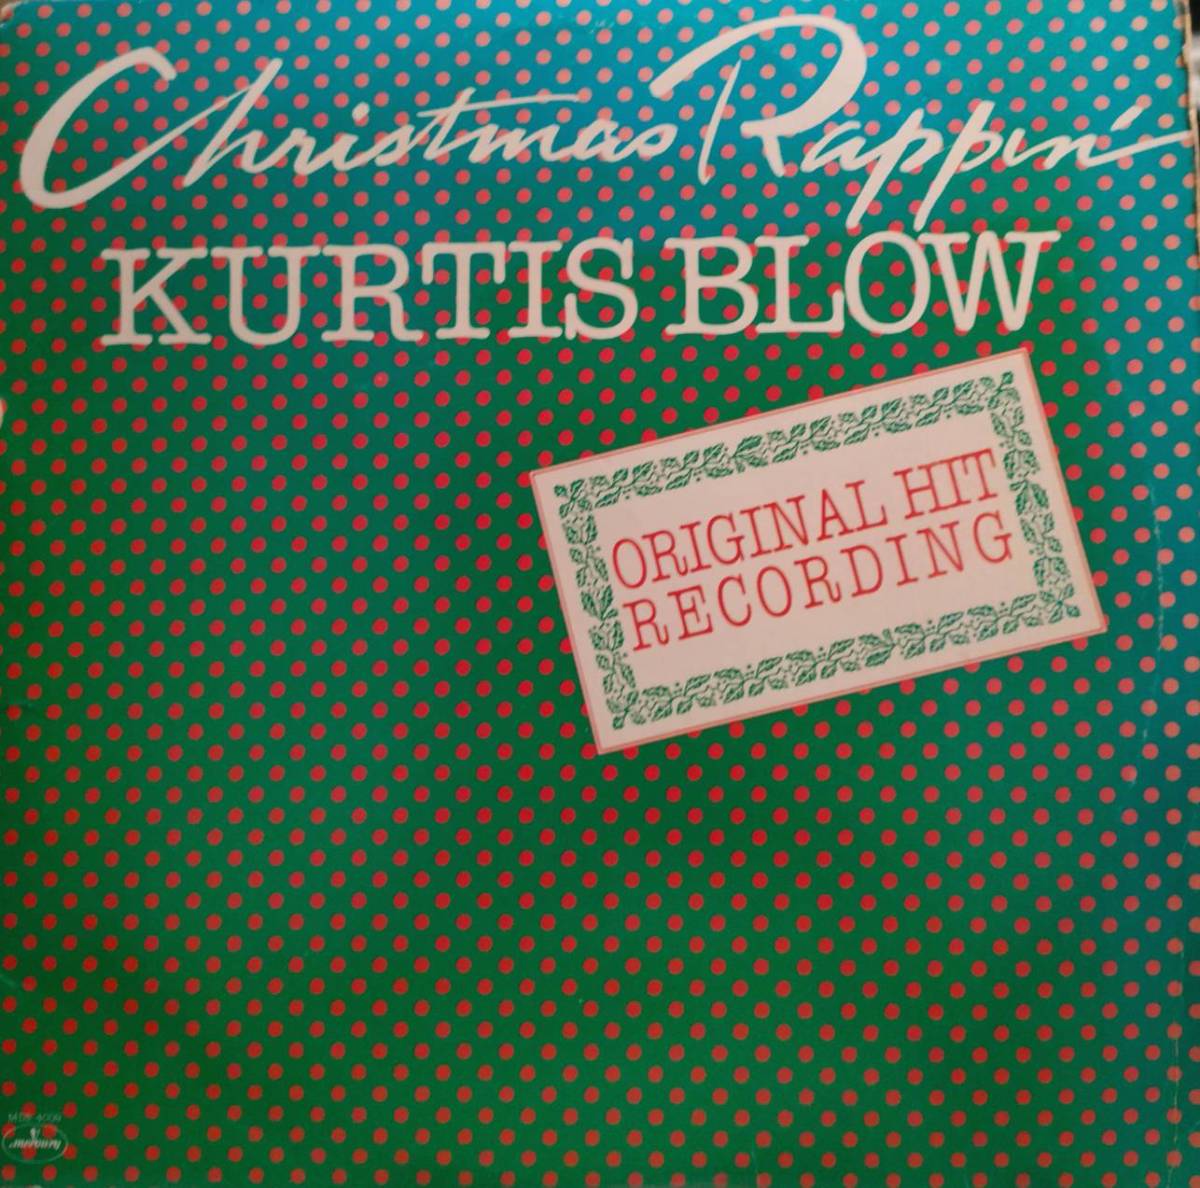 Christmas Rappin'
KURTIS BLOW
ORIGINAL HIT
RECORDING
mercury